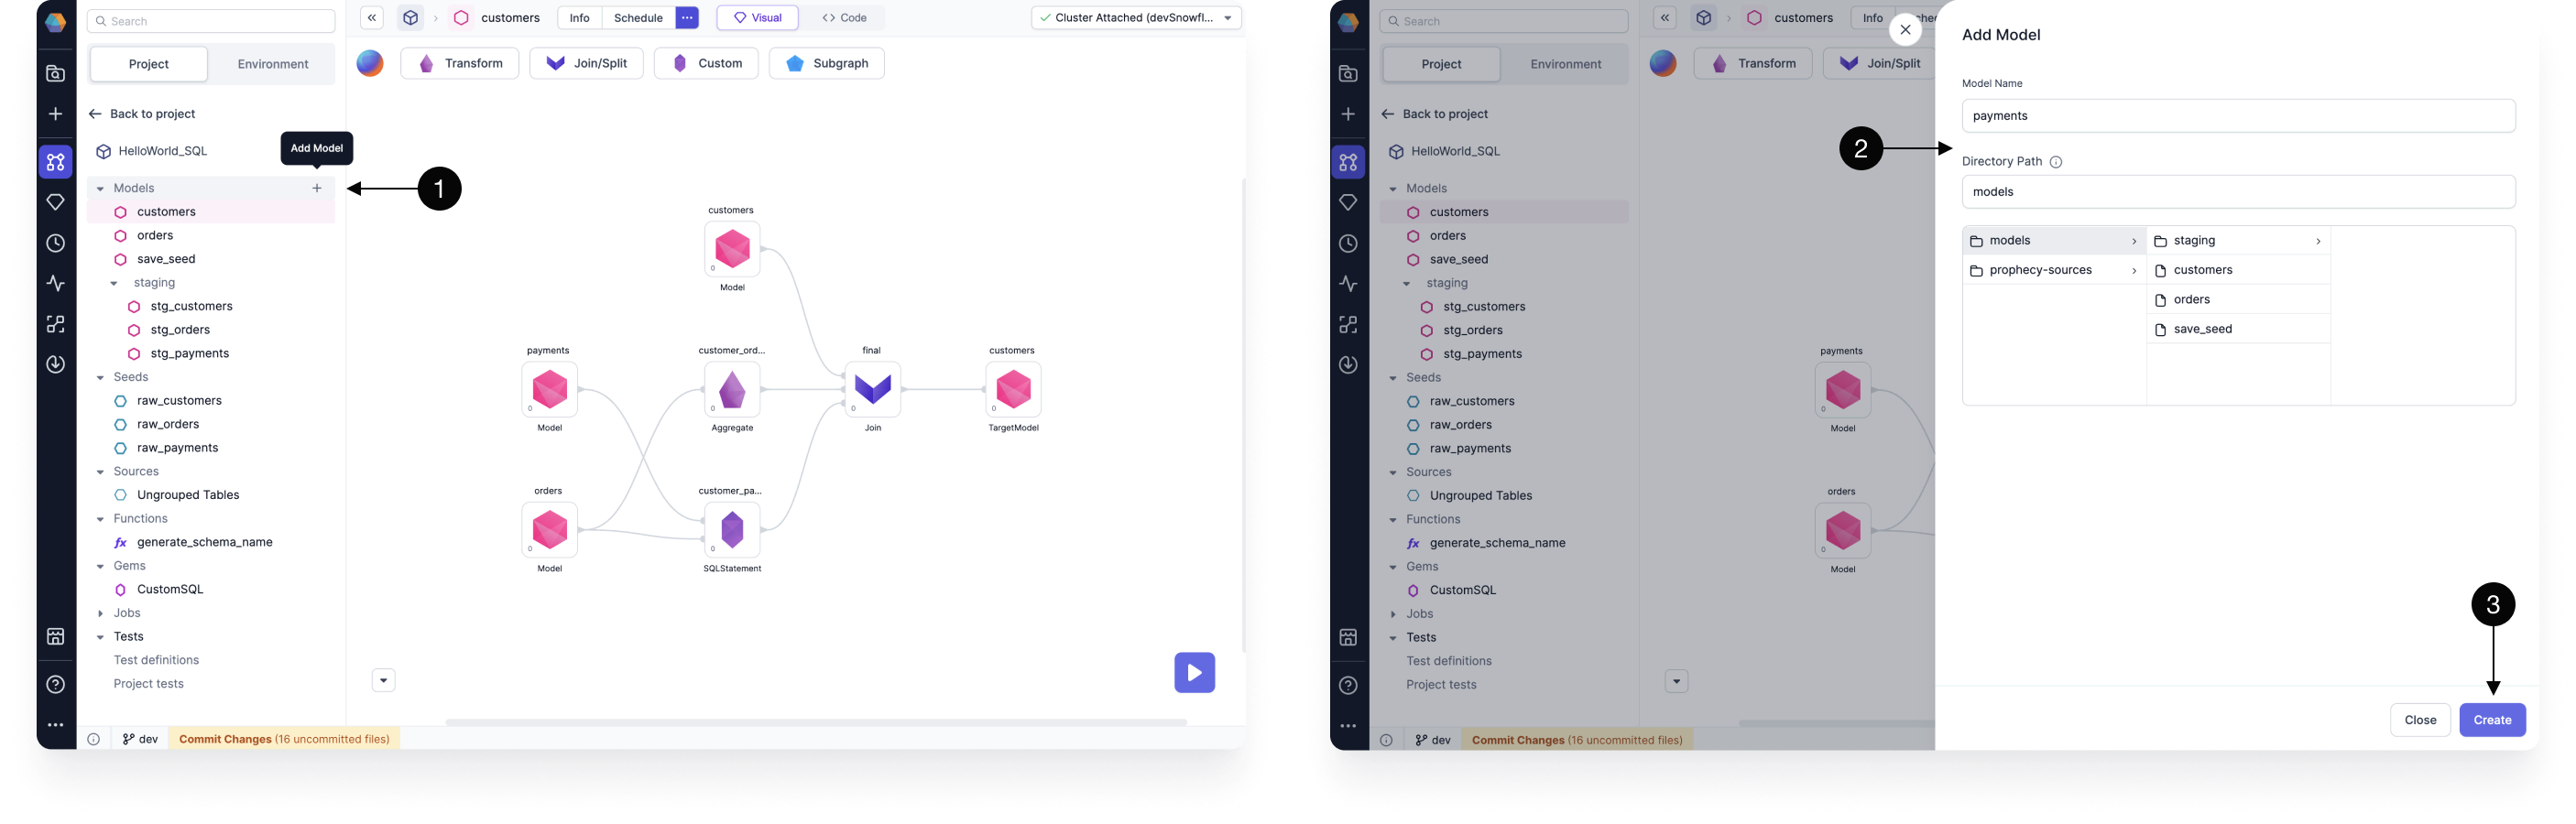 Search
customers
Info
Schedule
Visual
Code
Cluster Attached (devSnowfl...
Project
Environment
Transform
Join/Split
Custom
Subgraph
Back to project
HelloWorld_SQL
Add Model
Models
1
customers
orders
save_seed
staging
stg_customers
stg_orders
stg_payments
Seeds
raw_customers
raw_orders
raw_payments
Sources
Ungrouped Tables
Functions
fx generate_schema_name
Gems
CustomSQL
Jobs
Tests
Test definitions
Project tests
customers
0
Model
payments
0
Model
customer_ord...
0
Aggregate
final
0
Join
customers
0
TargetModel
orders
0
Model
customer_pa...
0
SQLStatement
dev
Commit Changes (16 uncommitted files)
Search
customers
Info
Project
Environment
Transform
Join/Split
Back to project
HelloWorld_SQL
Models
customers
orders
save_seed
staging
stg_customers
stg_orders
stg_payments
Seeds
raw_customers
raw_orders
raw_payments
Sources
Ungrouped Tables
Functions
fx generate_schema_name
Gems
CustomSQL
Jobs
Tests
Test definitions
Project tests
payments
0
Model
orders
0
Model
dev
Commit Changes (16 uncommitted files)
Add Model
Model Name
payments
2
Directory Path
models
models
prophecy-sources
staging
customers
orders
save_seed
3
Close
Create